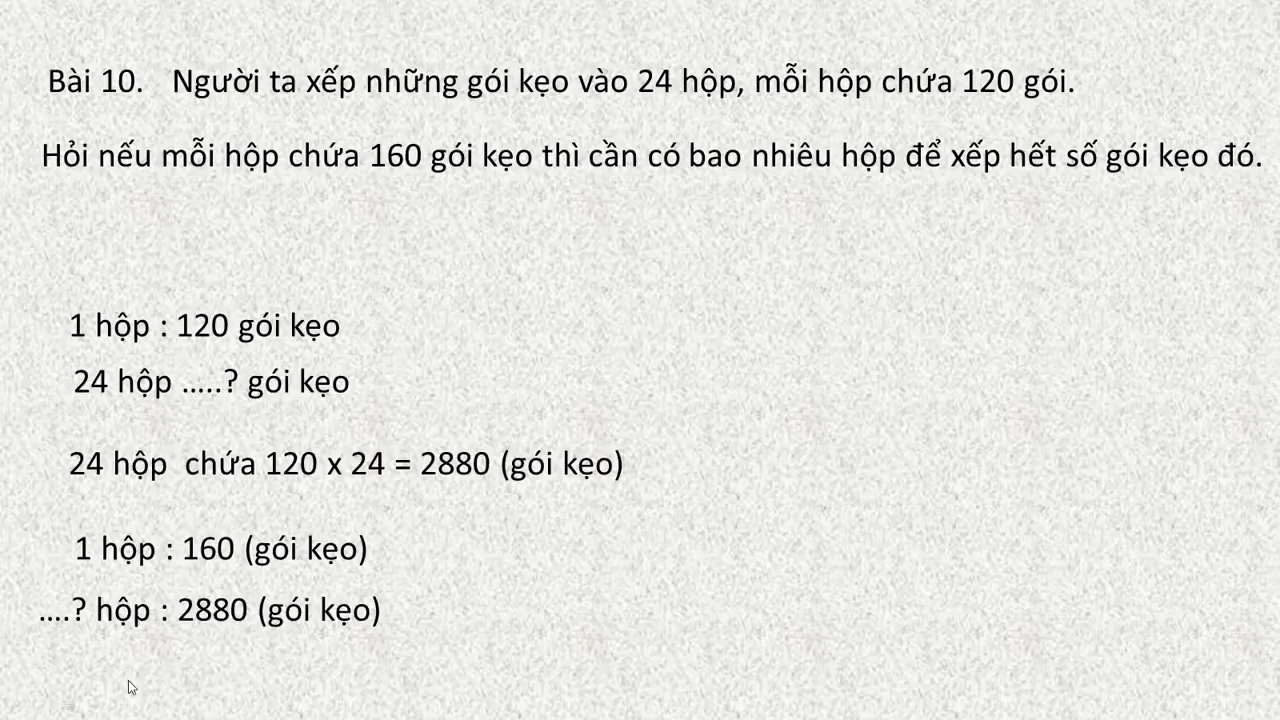 Bài 10. Người ta xếp những gói kẹo vào 24 hộp, mỗi hộp chứa 120 gói.
Hỏi nếu mỗi hộp chứa 160 gói kẹo thì cần có bao nhiêu hộp để xếp hết số gói kẹo đó.
1 hộp : 120 gói kẹo
24 hộp .....? gói kẹo
24 hộp chứa 120 x 24 = 2880 (gói kẹo)
1 hộp : 160 (gói kẹo)
....? hộp : 2880 (gói kẹo)